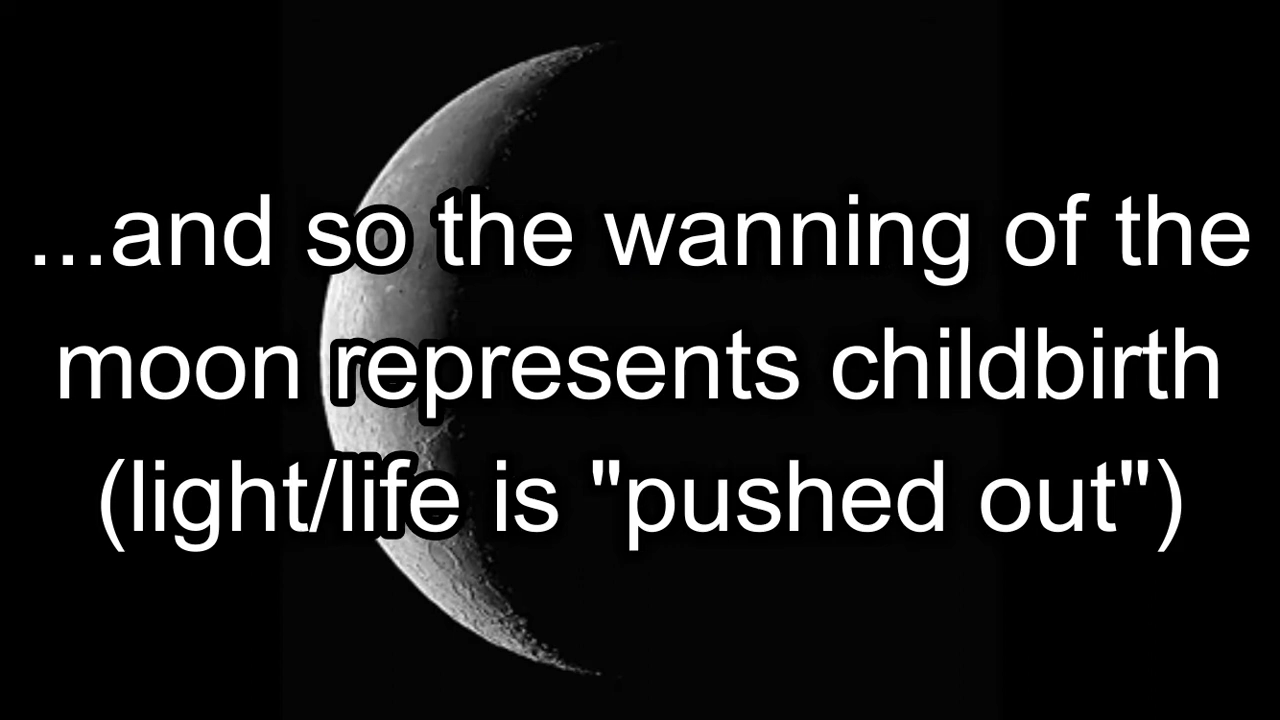 ...and so the wanning of the
moon represents childbirth
(light/life is "pushed out")